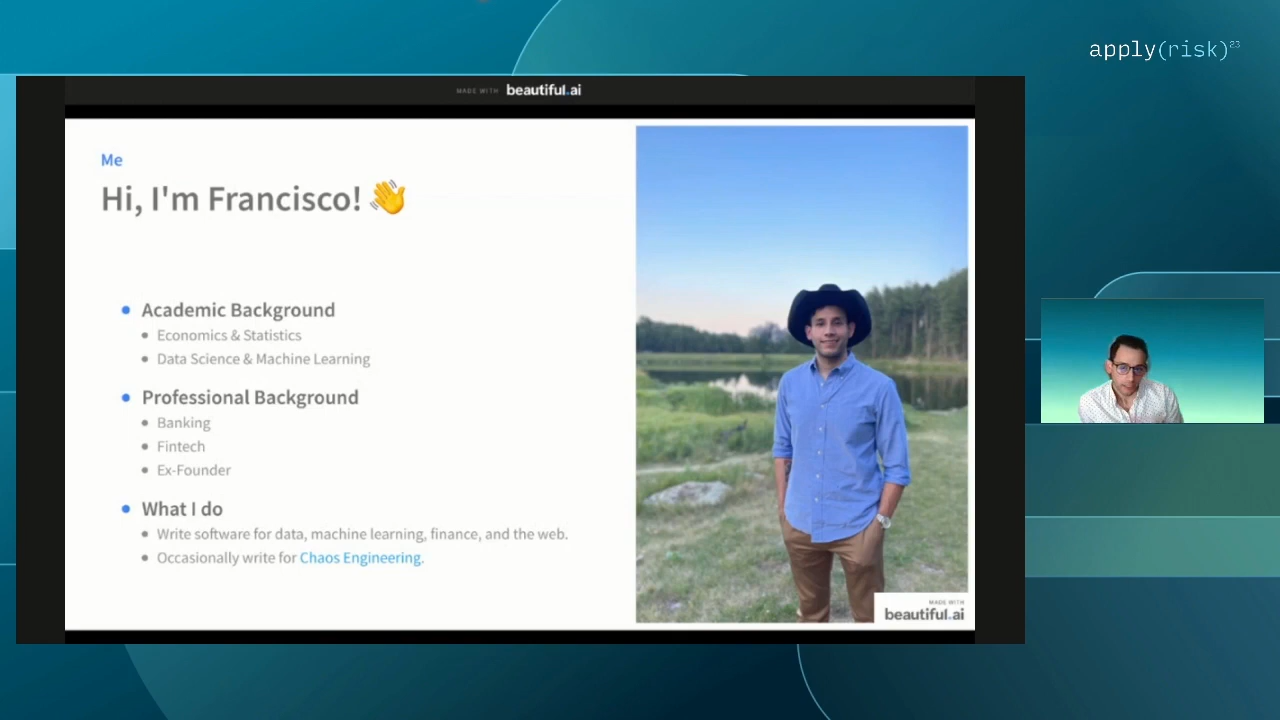 apply(risk)23
MADE WITH beautiful.ai
Me
Hi, I'm Francisco! 👋
Academic Background
Economics & Statistics
Data Science & Machine Learning
Professional Background
Banking
Fintech
Ex-Founder
What I do
Write software for data, machine learning, finance, and the web.
Occasionally write for Chaos Engineering.
MADE WITH
beautiful.ai